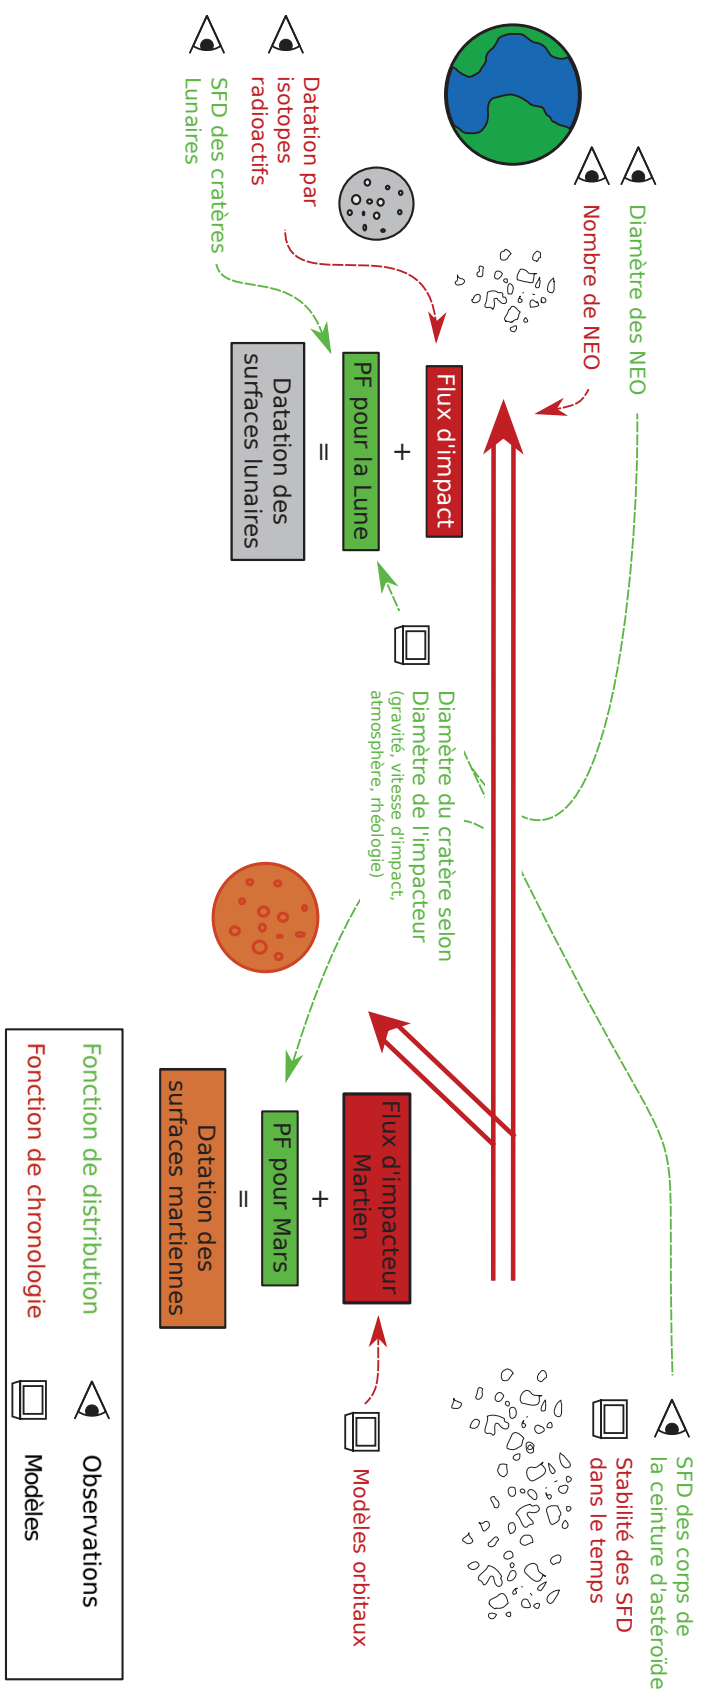 Diamètre des NEO
Nombre de NEO
SFD des corps de
la ceinture d'astéroïde
Stabilité des SFD
dans le temps
Datation par
isotopes
radioactifs
SFD des cratères
Lunaires
Flux d'impact
+
PF pour la Lune
=
Datation des
surfaces lunaires
Diamètre du cratère selon
Diamètre de l'impacteur
(gravité, vitesse d'impact,
atmosphère, rhéologie)
Flux d'impacteur
Martien
+
PF pour Mars
=
Datation des
surfaces martiennes
Modèles orbitaux
Fonction de distribution
Observations
Fonction de chronologie
Modèles